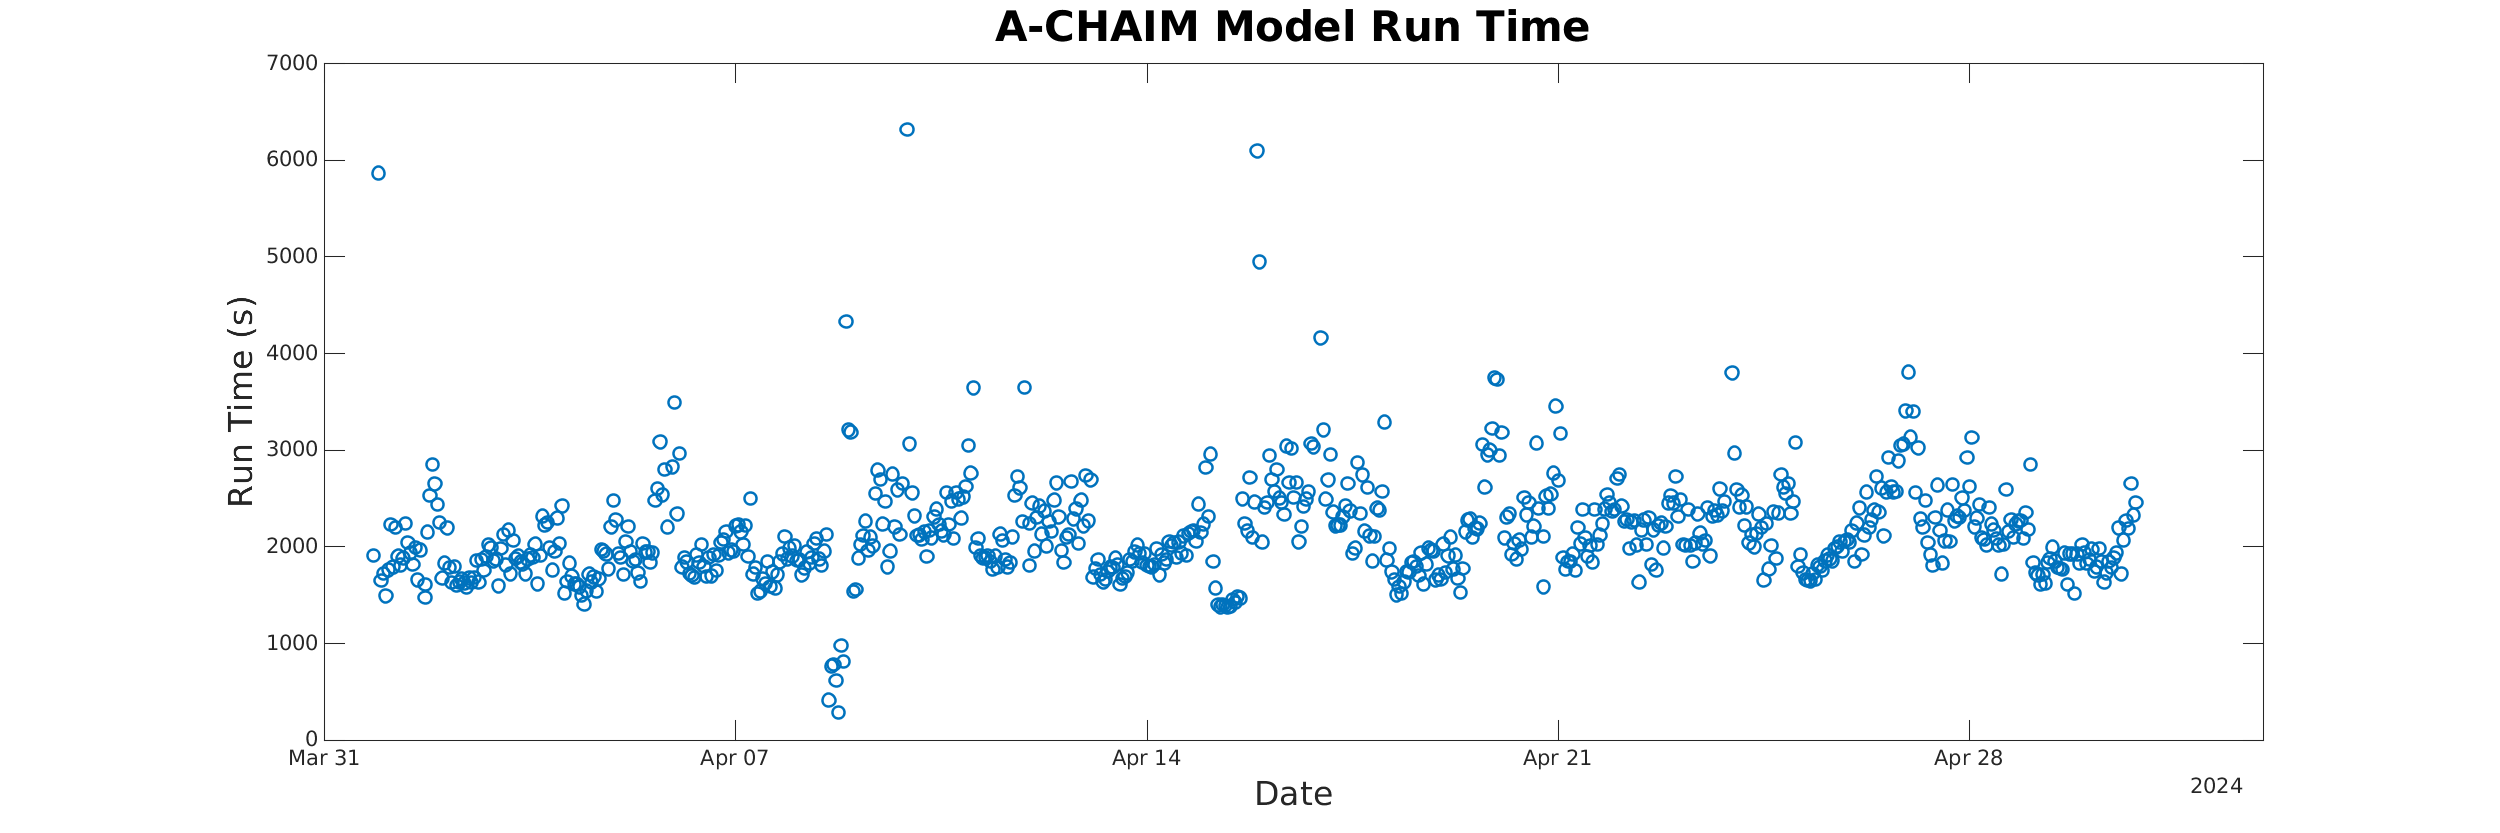 A-CHAIM Model Run Time
7000
6000
5000
4000
3000
2000
1000
0
Run Time (s)
Mar 31 Apr 07 Apr 14 Apr 21 Apr 28
2024
Date